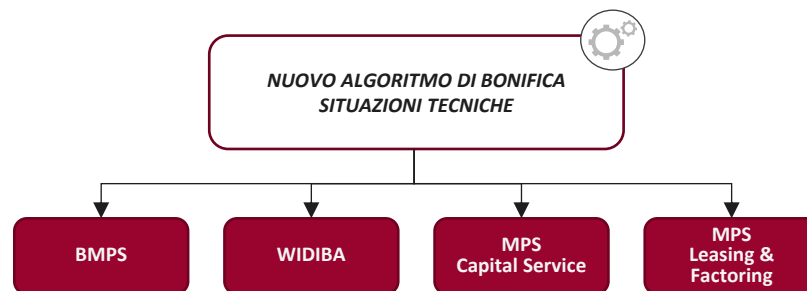 NUOVO ALGORITMO DI BONIFICA
SITUAZIONI TECNICHE
BMPS
WIDIBA
MPS
Capital Service
MPS
Leasing &
Factoring